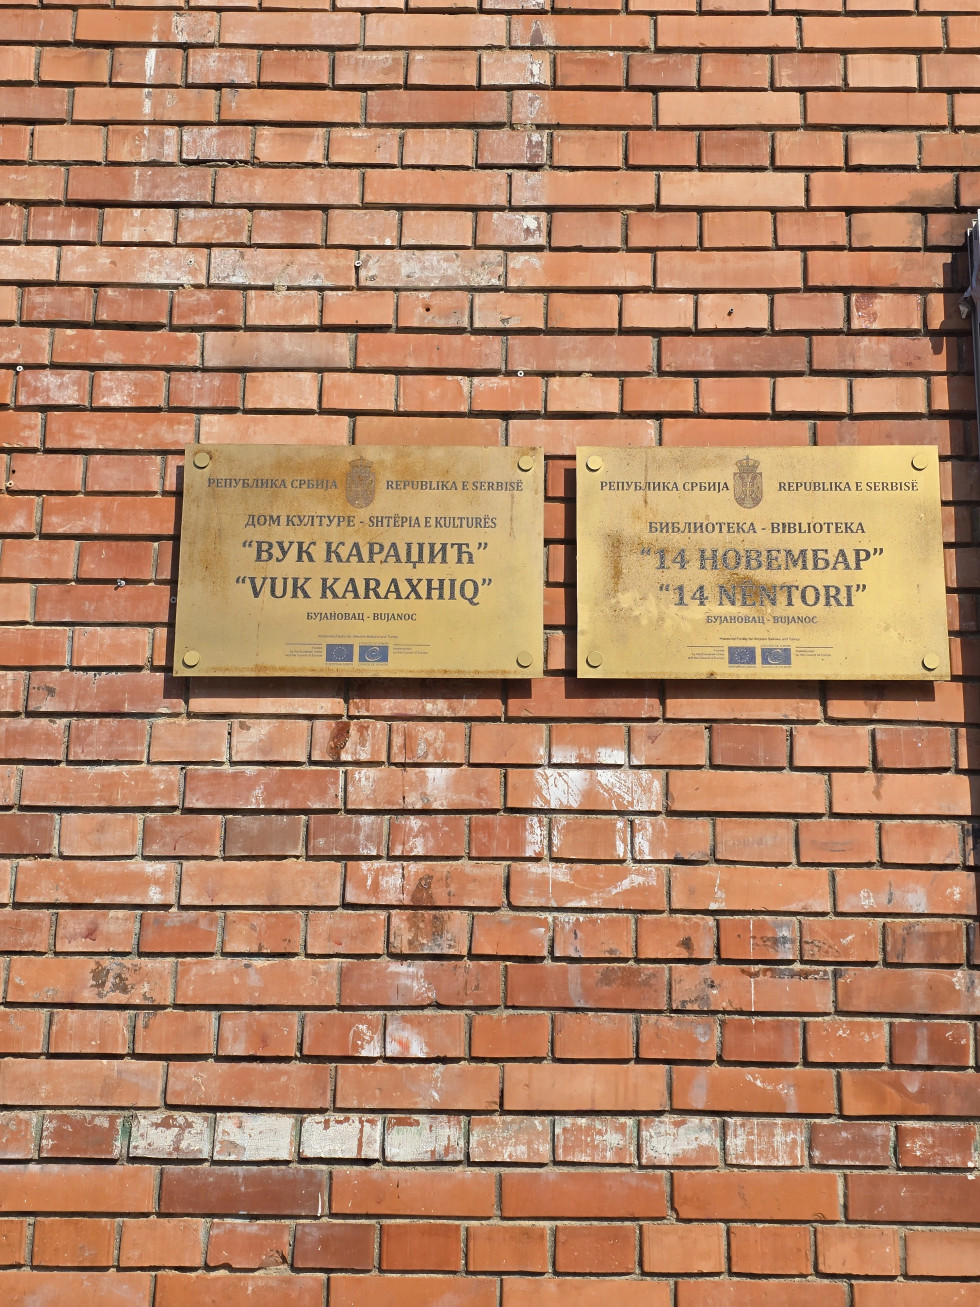 РЕПУБЛИКА СРБИЈА REPUBLIKA E SERBISË
ДОМ КУЛТУРЕ - SHTËPIA E KULTURËS
“ВУК КАРАЏИЋ”
“VUK KARAXHIQ”
БУЈАНОВАЦ - BUJANOC
РЕПУБЛИКА СРБИЈА REPUBLIKA E SERBISË
БИБЛИОТЕКА - BIBLIOTEKA
“14 НОВЕМБАР”
“14 NËNTORI”
БУЈАНОВАЦ - BUJANOC